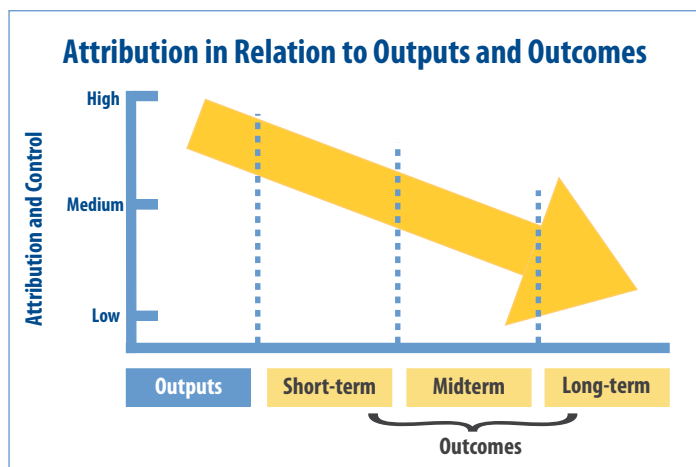 Attribution in Relation to Outputs and Outcomes
High
Medium
Low
Attribution and Control
Outputs
Short-term
Midterm
Long-term
Outcomes